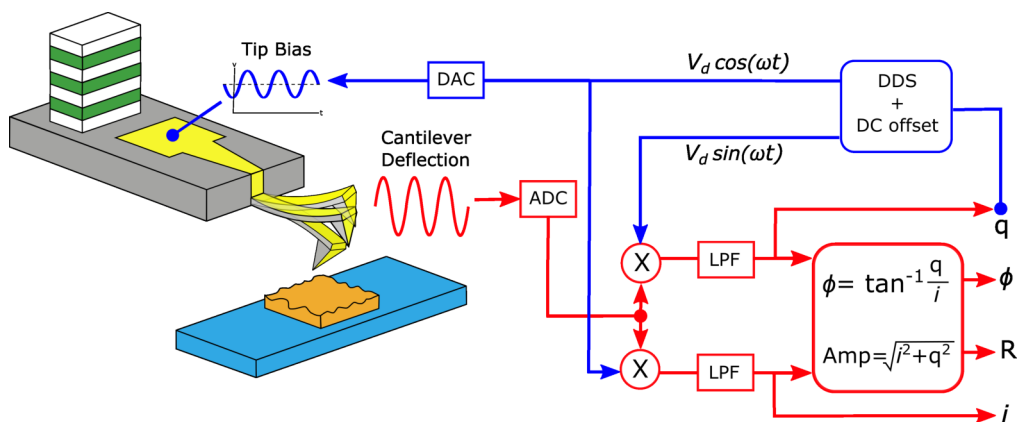 Tip Bias
v
t
DAC
V_d cos(ωt)
DDS
+
DC offset
Cantilever
Deflection
V_d sin(ωt)
ADC
q
X
LPF
ϕ= tan⁻¹ q/i
ϕ
Amp=√i²+q²
R
X
LPF
i